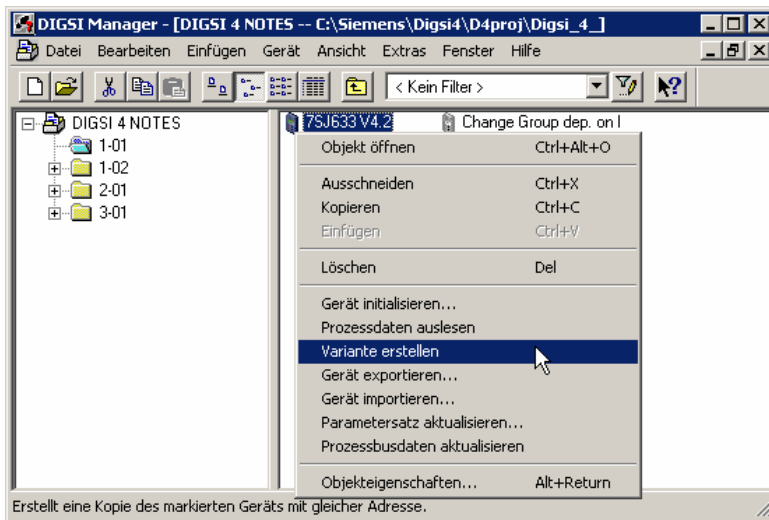 DIGSI Manager - [DIGSI 4 NOTES -- C:\Siemens\Digsi4\D4proj\Digsi_4_]
Datei Bearbeiten Einfügen Gerät Ansicht Extras Fenster Hilfe
< Kein Filter >
DIGSI 4 NOTES
1-01
1-02
2-01
3-01
7SJ633 V4.2 Change Group dep. on I
Objekt öffnen Ctrl+Alt+O
Ausschneiden Ctrl+X
Kopieren Ctrl+C
Einfügen Ctrl+V
Löschen Del
Gerät initialisieren...
Prozessdaten auslesen
Variante erstellen
Gerät exportieren...
Gerät importieren...
Parametersatz aktualisieren...
Prozessbusdaten aktualisieren
Objekteigenschaften... Alt+Return
Erstellt eine Kopie des markierten Geräts mit gleicher Adresse.